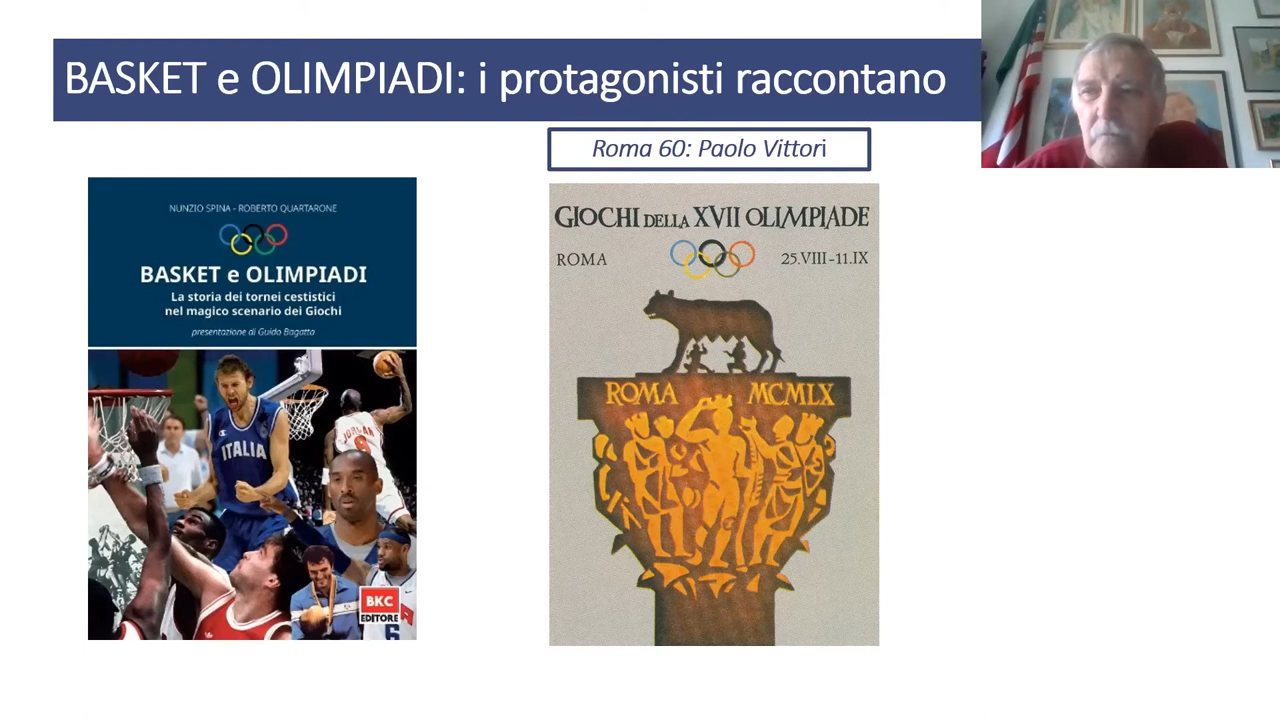 BASKET e OLIMPIADI: i protagonisti raccontano
Roma 60: Paolo Vittori
NUNZIO SPINA - ROBERTO QUARTARONE
BASKET e OLIMPIADI
La storia dei tornei cestistici
nel magico scenario dei Giochi
presentazione di Guido Bagatta
ITALIA
JORDAN
9
6
BKC
EDITORE
GIOCHI DELLA XVII OLIMPIADE
ROMA 25.VIII-11.IX
ROMA MCMLX